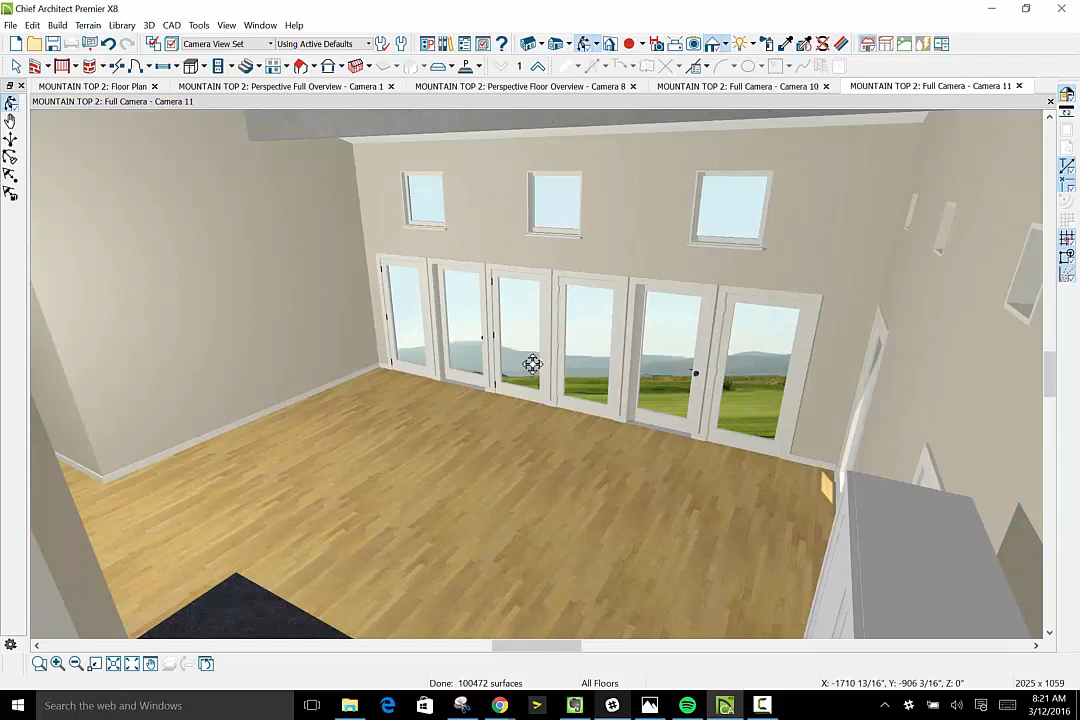 Chief Architect Premier X8
File Edit Build Terrain Library 3D CAD Tools View Window Help
Camera View Set Using Active Defaults
1
MOUNTAIN TOP 2: Floor Plan MOUNTAIN TOP 2: Perspective Full Overview - Camera 1 MOUNTAIN TOP 2: Perspective Floor Overview - Camera 8 MOUNTAIN TOP 2: Full Camera - Camera 10 MOUNTAIN TOP 2: Full Camera - Camera 11
MOUNTAIN TOP 2: Full Camera - Camera 11
Done: 100472 surfaces All Floors X: -1710 13/16", Y: -906 3/16", Z: 0" 2025 x 1059
Search the web and Windows
8:21 AM
3/12/2016